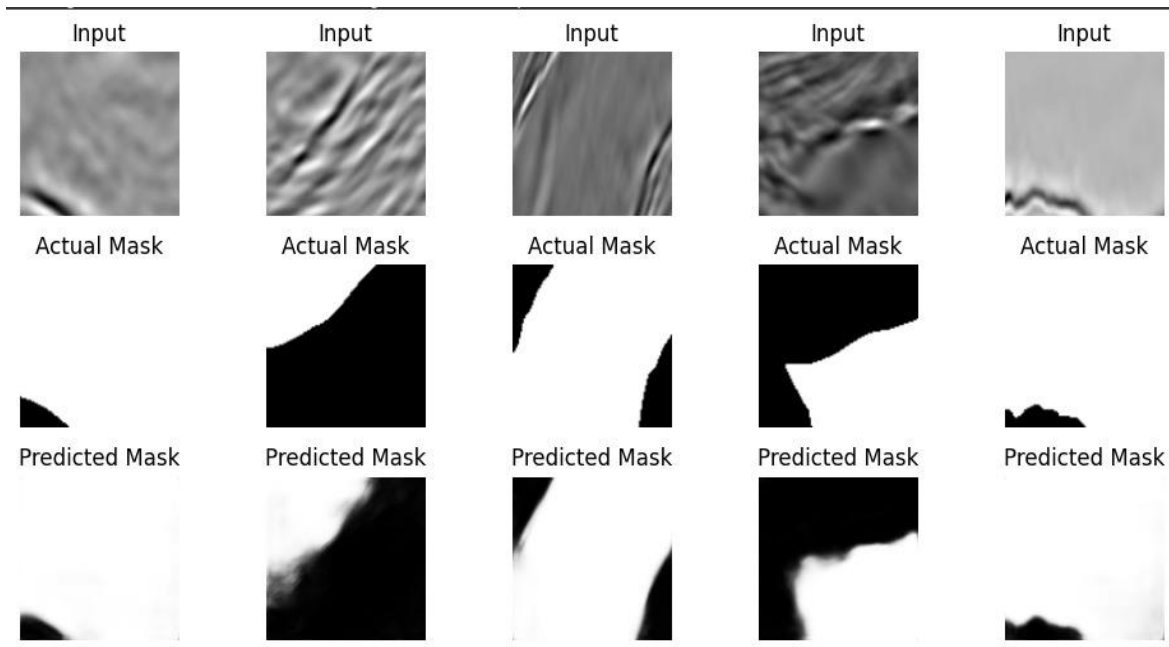 Input Input Input Input Input
Actual Mask Actual Mask Actual Mask Actual Mask Actual Mask
Predicted Mask Predicted Mask Predicted Mask Predicted Mask Predicted Mask